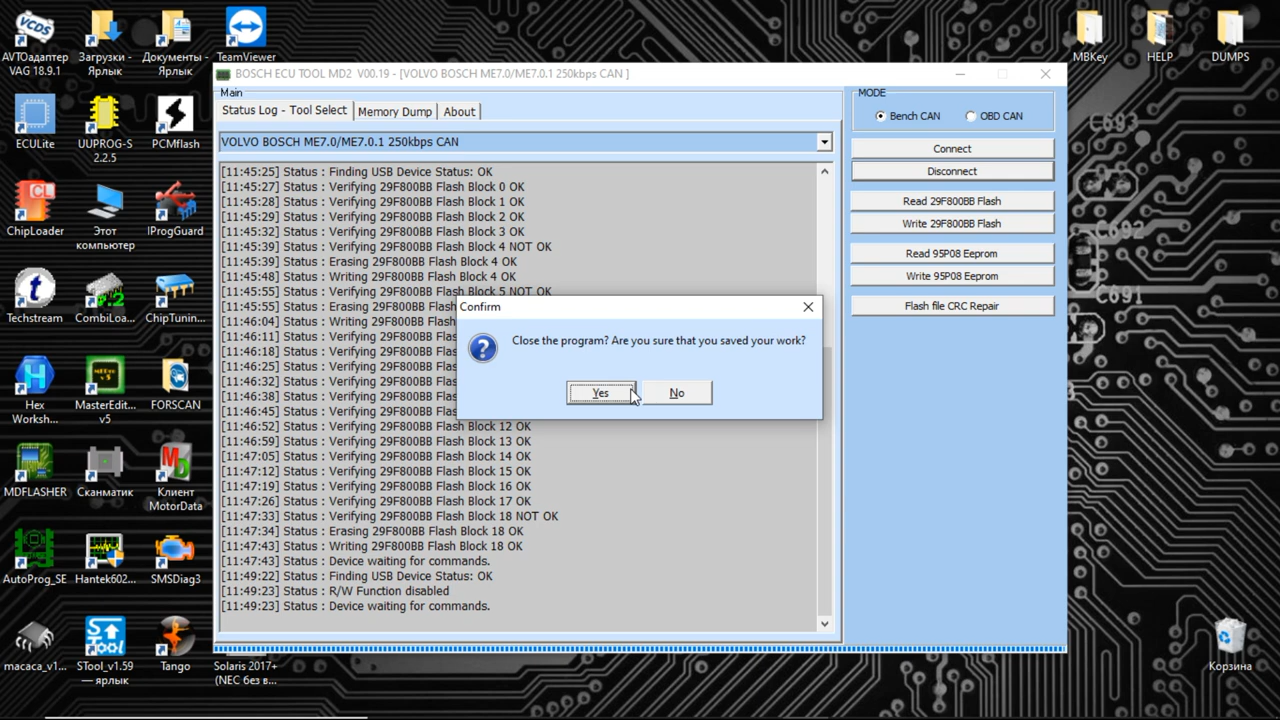 AVTOадаптер
VAG 18.9.1
Загрузки -
Ярлык
Документы -
Ярлык
TeamViewer
MBKey
HELP
DUMPS
BOSCH ECU TOOL MD2 V00.19 - [VOLVO BOSCH ME7.0/ME7.0.1 250kbps CAN ]
Main
Status Log - Tool Select
Memory Dump
About
VOLVO BOSCH ME7.0/ME7.0.1 250kbps CAN
[11:45:25] Status : Finding USB Device Status: OK
[11:45:27] Status : Verifying 29F800BB Flash Block 0 OK
[11:45:28] Status : Verifying 29F800BB Flash Block 1 OK
[11:45:29] Status : Verifying 29F800BB Flash Block 2 OK
[11:45:32] Status : Verifying 29F800BB Flash Block 3 OK
[11:45:39] Status : Verifying 29F800BB Flash Block 4 NOT OK
[11:45:39] Status : Erasing 29F800BB Flash Block 4 OK
[11:45:48] Status : Writing 29F800BB Flash Block 4 OK
[11:45:55] Status : Verifying 29F800BB Flash Block 5 NOT OK
[11:45:55] Status : Erasing 29F800BB Flash
[11:46:04] Status : Writing 29F800BB Flash
[11:46:11] Status : Verifying 29F800BB Flas
[11:46:18] Status : Verifying 29F800BB Flas
[11:46:25] Status : Verifying 29F800BB Flas
[11:46:32] Status : Verifying 29F800BB Flas
[11:46:38] Status : Verifying 29F800BB Flas
[11:46:45] Status : Verifying 29F800BB Flas
[11:46:52] Status : Verifying 29F800BB Flash Block 12 OK
[11:46:59] Status : Verifying 29F800BB Flash Block 13 OK
[11:47:05] Status : Verifying 29F800BB Flash Block 14 OK
[11:47:12] Status : Verifying 29F800BB Flash Block 15 OK
[11:47:19] Status : Verifying 29F800BB Flash Block 16 OK
[11:47:26] Status : Verifying 29F800BB Flash Block 17 OK
[11:47:33] Status : Verifying 29F800BB Flash Block 18 NOT OK
[11:47:34] Status : Erasing 29F800BB Flash Block 18 OK
[11:47:43] Status : Writing 29F800BB Flash Block 18 OK
[11:47:43] Status : Device waiting for commands.
[11:49:22] Status : Finding USB Device Status: OK
[11:49:23] Status : R/W Function disabled
[11:49:23] Status : Device waiting for commands.
Confirm
Close the program? Are you sure that you saved your work?
Yes
No
MODE
Bench CAN
OBD CAN
Connect
Disconnect
Read 29F800BB Flash
Write 29F800BB Flash
Read 95P08 Eeprom
Write 95P08 Eeprom
Flash file CRC Repair
C693
C692
C691
VCDS
ECULite
UUPROG-S
2.2.5
PCMflash
CL
ChipLoader
Этот
компьютер
IProgGuard
Techstream
CombiLoa...
ChipTunin...
Hex
Worksh...
MasterEdit...
v5
FORSCAN
MDFLASHER
Сканматик
Клиент
MotorData
AutoProg_SE
Hantek602...
SMSDiag3
macaca_v1...
STool_v1.59
— ярлык
Tango
Solaris 2017+
(NEC без в...
Корзина